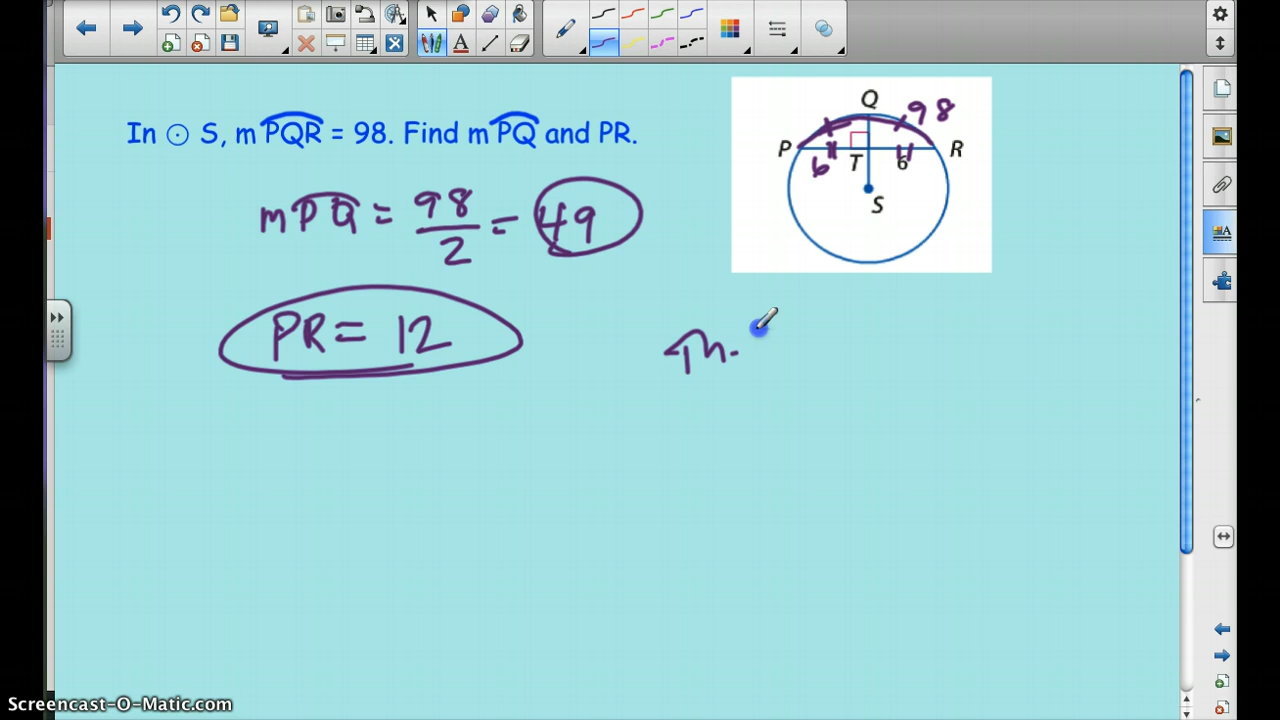 In ⊙ S, mPQR = 98. Find mPQ and PR.
Q
98
P
R
6
T
6
S
mPQ = 98/2 = 49
PR = 12
Th.
Screencast-O-Matic.com